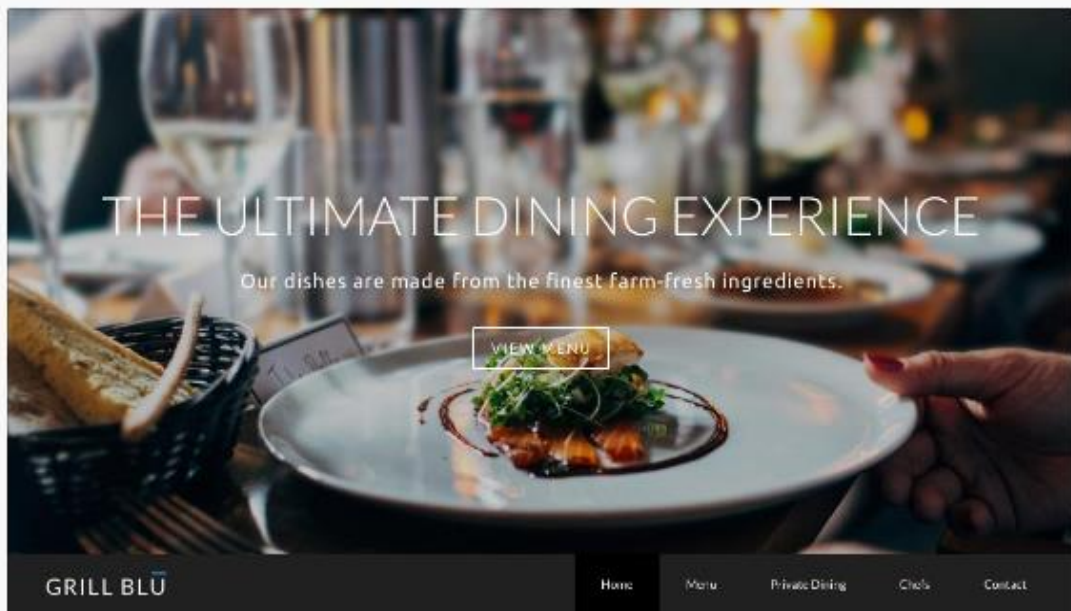 THE ULTIMATE DINING EXPERIENCE
Our dishes are made from the finest farm-fresh ingredients.
VIEW MENU
GRILL BLŪ
Home Menu Private Dining Chefs Contact